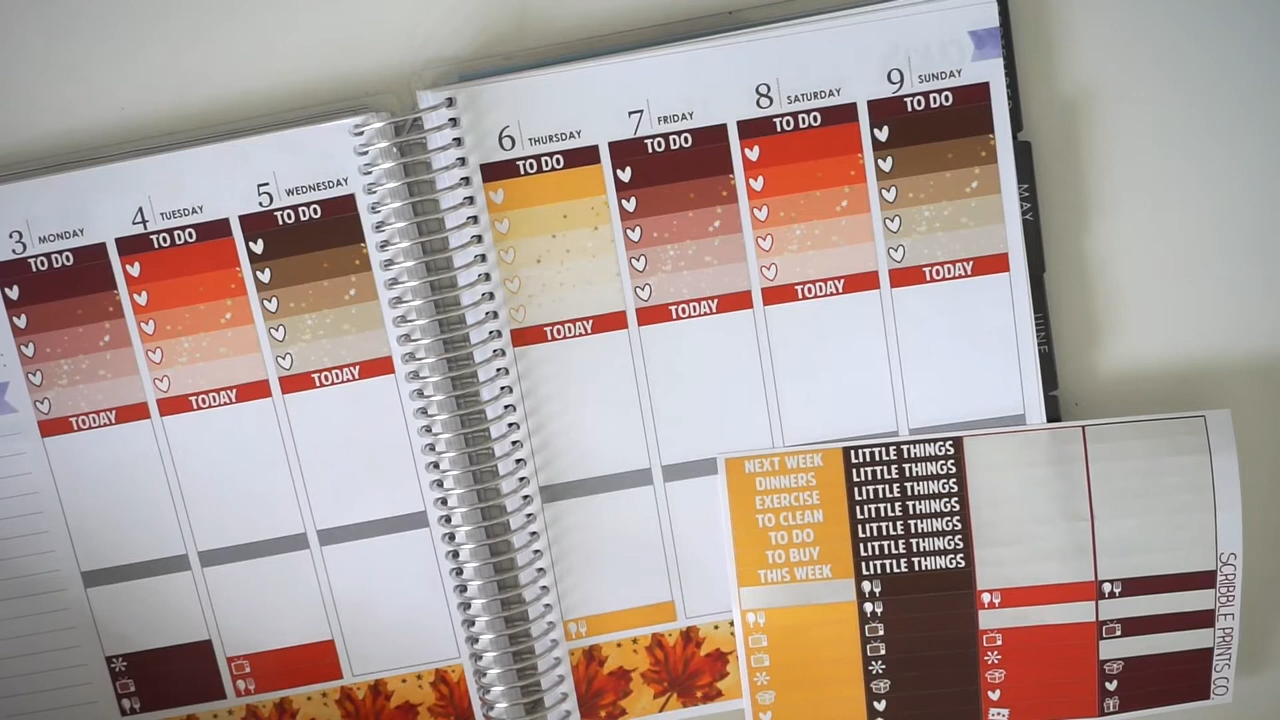 3 MONDAY
TO DO
TODAY
4 TUESDAY
TO DO
TODAY
5 WEDNESDAY
TO DO
TODAY
6 THURSDAY
TO DO
TODAY
7 FRIDAY
TO DO
TODAY
8 SATURDAY
TO DO
TODAY
9 SUNDAY
TO DO
TODAY
MAY
JUNE
NEXT WEEK
DINNERS
EXERCISE
TO CLEAN
TO DO
TO BUY
THIS WEEK
LITTLE THINGS
LITTLE THINGS
LITTLE THINGS
LITTLE THINGS
LITTLE THINGS
LITTLE THINGS
LITTLE THINGS
SCRIBBLE PRINTS CO